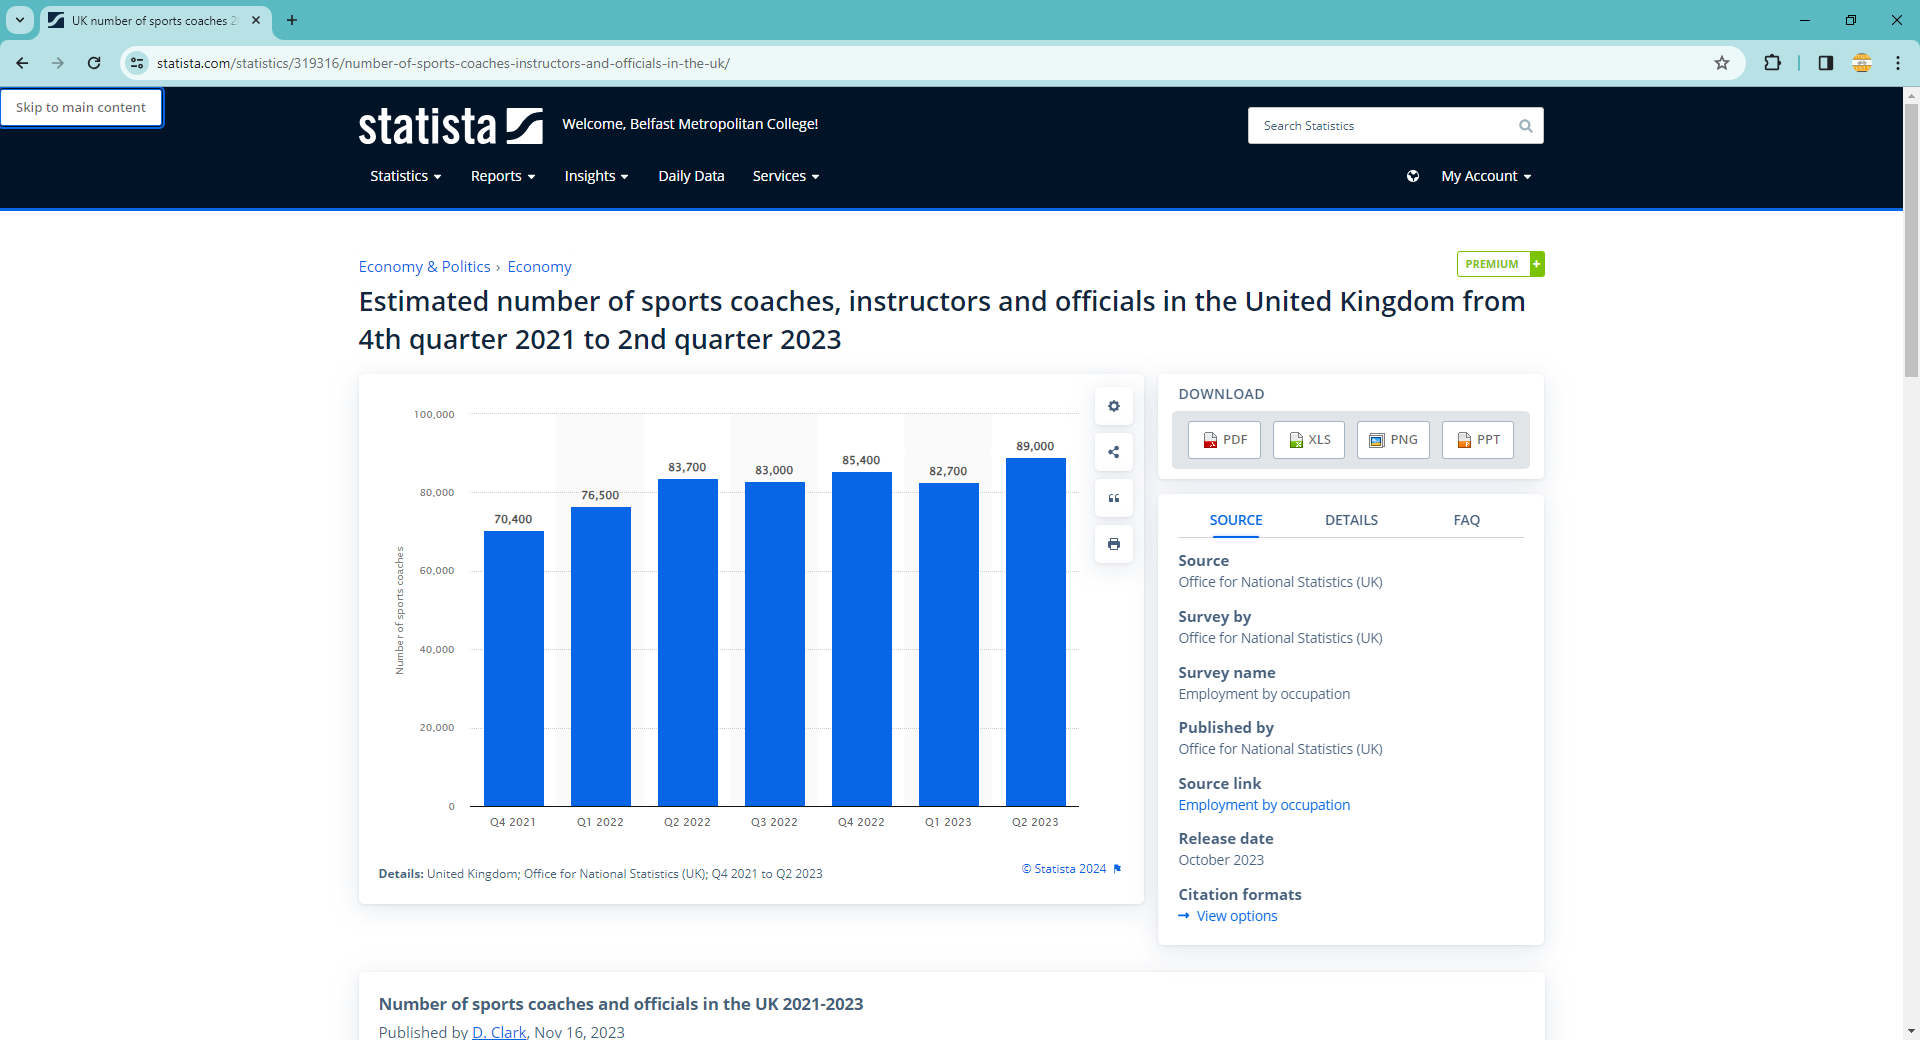 UK number of sports coaches 2
statista.com/statistics/319316/number-of-sports-coaches-instructors-and-officials-in-the-uk/
Skip to main content
statista
Welcome, Belfast Metropolitan College!
Search Statistics
Statistics
Reports
Insights
Daily Data
Services
My Account
Economy & Politics › Economy
PREMIUM +
Estimated number of sports coaches, instructors and officials in the United Kingdom from
4th quarter 2021 to 2nd quarter 2023
Number of sports coaches
100,000
80,000
60,000
40,000
20,000
0
70,400
76,500
83,700
83,000
85,400
82,700
89,000
Q4 2021
Q1 2022
Q2 2022
Q3 2022
Q4 2022
Q1 2023
Q2 2023
Details: United Kingdom; Office for National Statistics (UK); Q4 2021 to Q2 2023
© Statista 2024
DOWNLOAD
PDF
XLS
PNG
PPT
SOURCE
DETAILS
FAQ
Source
Office for National Statistics (UK)
Survey by
Office for National Statistics (UK)
Survey name
Employment by occupation
Published by
Office for National Statistics (UK)
Source link
Employment by occupation
Release date
October 2023
Citation formats
→ View options
Number of sports coaches and officials in the UK 2021-2023
Published by D. Clark, Nov 16, 2023